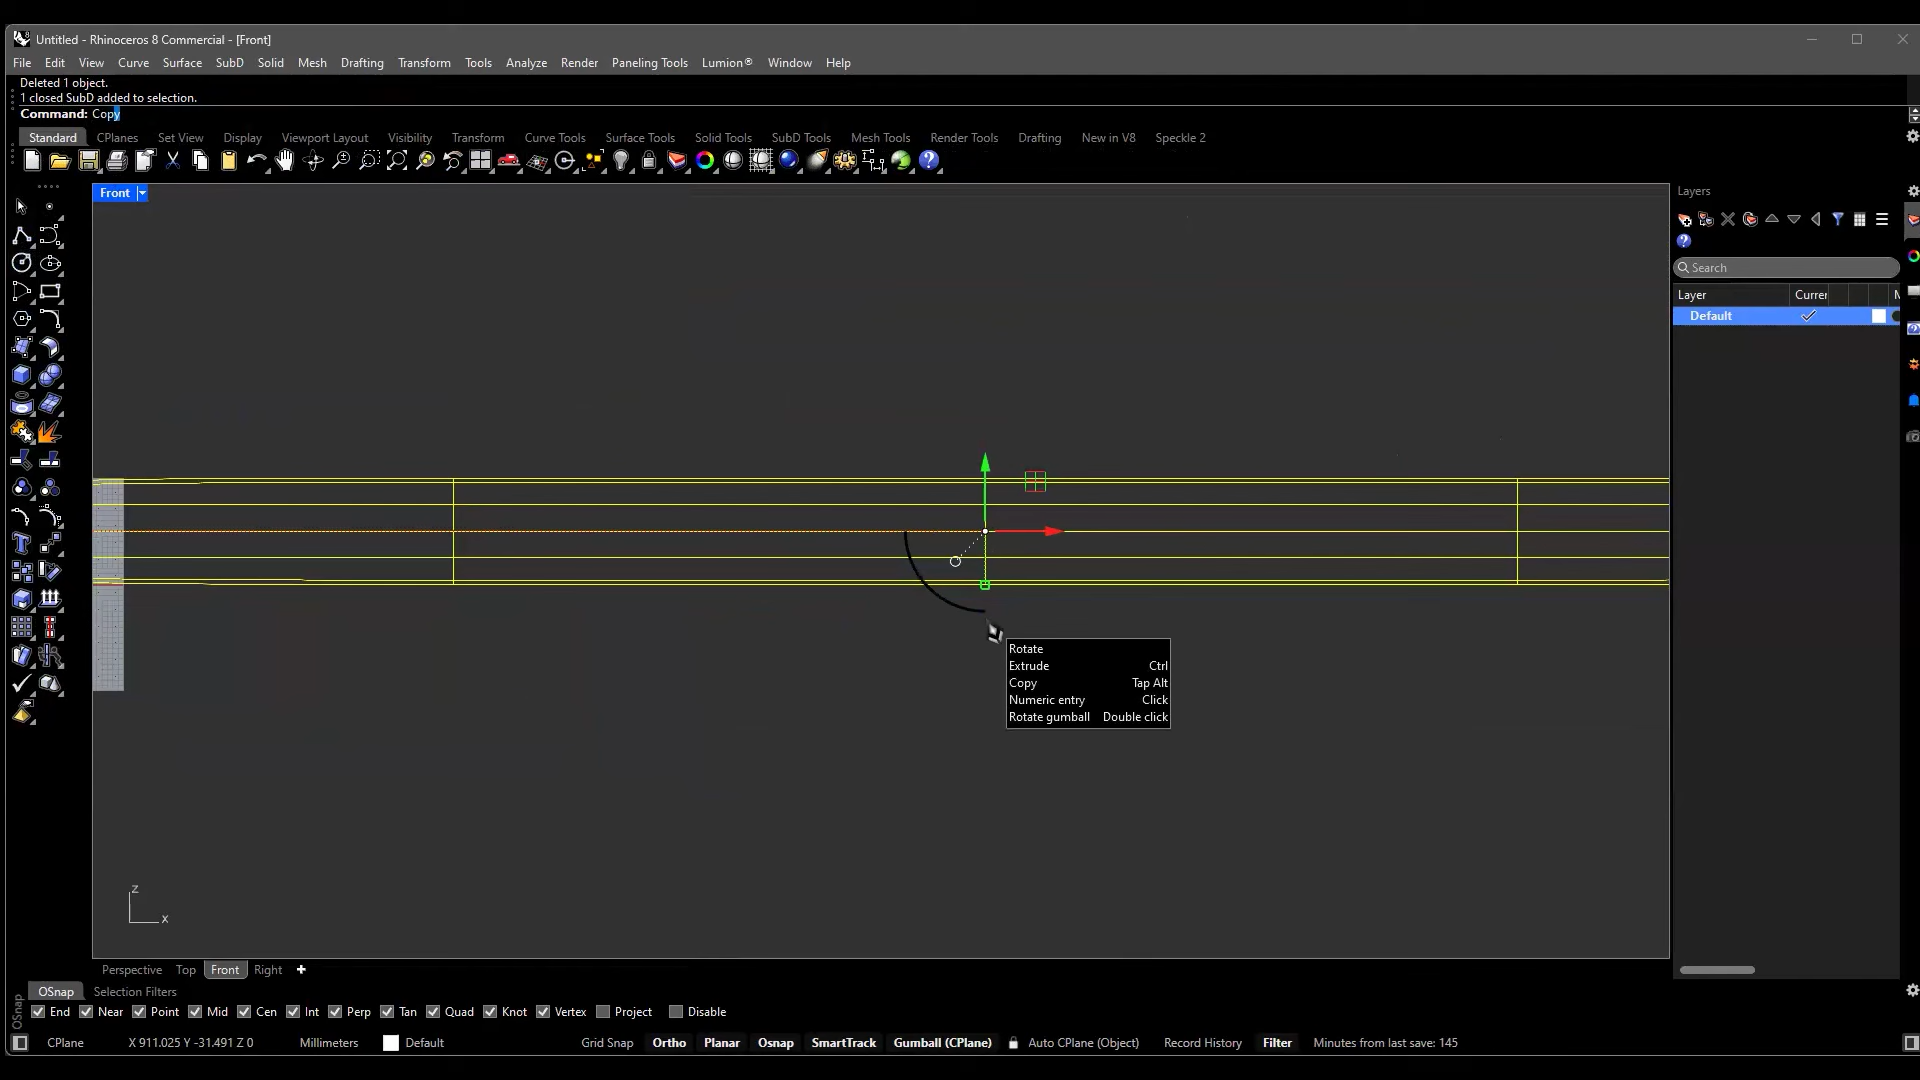 Untitled - Rhinoceros 8 Commercial - [Front]
File Edit View Curve Surface SubD Solid Mesh Drafting Transform Tools Analyze Render Paneling Tools Lumion® Window Help
Deleted 1 object.
1 closed SubD added to selection.
Command: Copy
Standard CPlanes Set View Display Viewport Layout Visibility Transform Curve Tools Surface Tools Solid Tools SubD Tools Mesh Tools Render Tools Drafting New in V8 Speckle 2
Front
Layers
Search
Layer Currer M
Default
Rotate
Extrude Ctrl
Copy Tap Alt
Numeric entry Click
Rotate gumball Double click
z
x
Perspective Top Front Right
OSnap Selection Filters
OSnap
End Near Point Mid Cen Int Perp Tan Quad Knot Vertex Project Disable
CPlane X 911.025 Y -31.491 Z 0 Millimeters Default Grid Snap Ortho Planar Osnap SmartTrack Gumball (CPlane) Auto CPlane (Object) Record History Filter Minutes from last save: 145